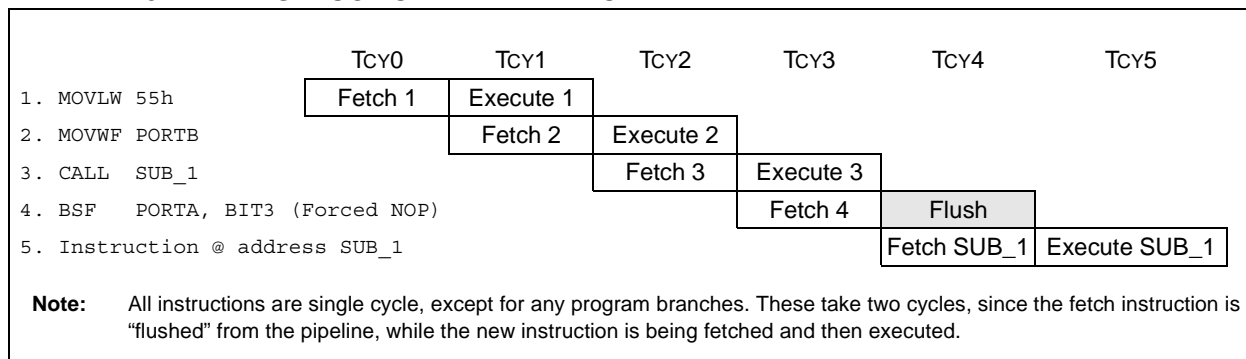 TCY0 TCY1 TCY2 TCY3 TCY4 TCY5
1. MOVLW 55h Fetch 1 Execute 1
2. MOVWF PORTB Fetch 2 Execute 2
3. CALL SUB_1 Fetch 3 Execute 3
4. BSF PORTA, BIT3 (Forced NOP) Fetch 4 Flush
5. Instruction @ address SUB_1 Fetch SUB_1 Execute SUB_1
Note: All instructions are single cycle, except for any program branches. These take two cycles, since the fetch instruction is
“flushed” from the pipeline, while the new instruction is being fetched and then executed.